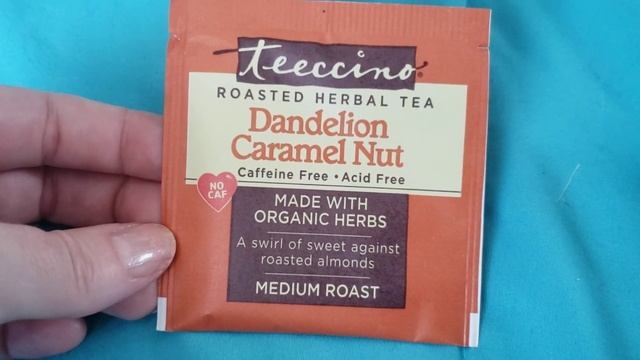 teeccino
ROASTED HERBAL TEA
Dandelion
Caramel Nut
Caffeine Free • Acid Free
NO
CAF
MADE WITH
ORGANIC HERBS
A swirl of sweet against
roasted almonds
MEDIUM ROAST